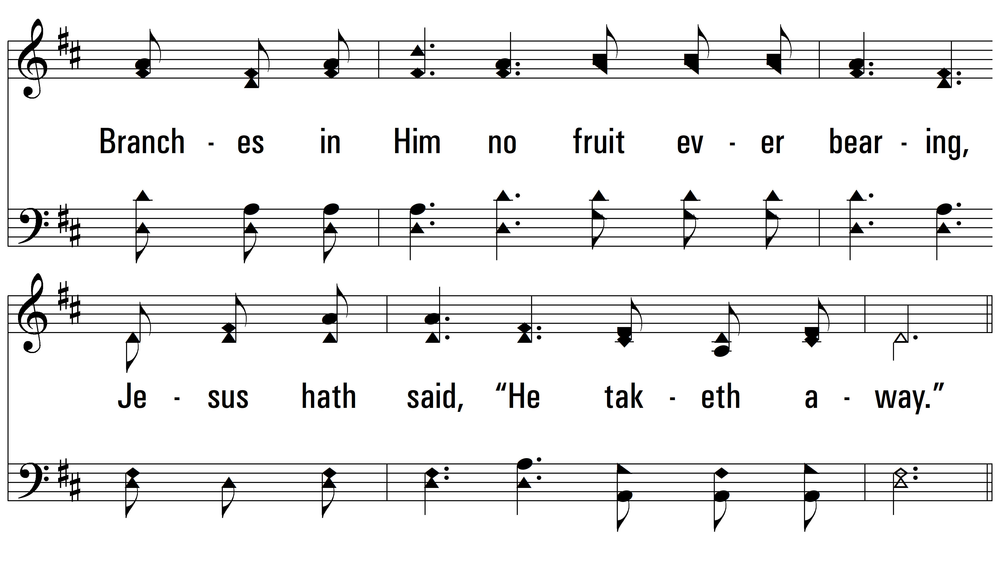 Branch - es in Him no fruit ev - er bear - ing,
Je - sus hath said, “He tak - eth a - way.”